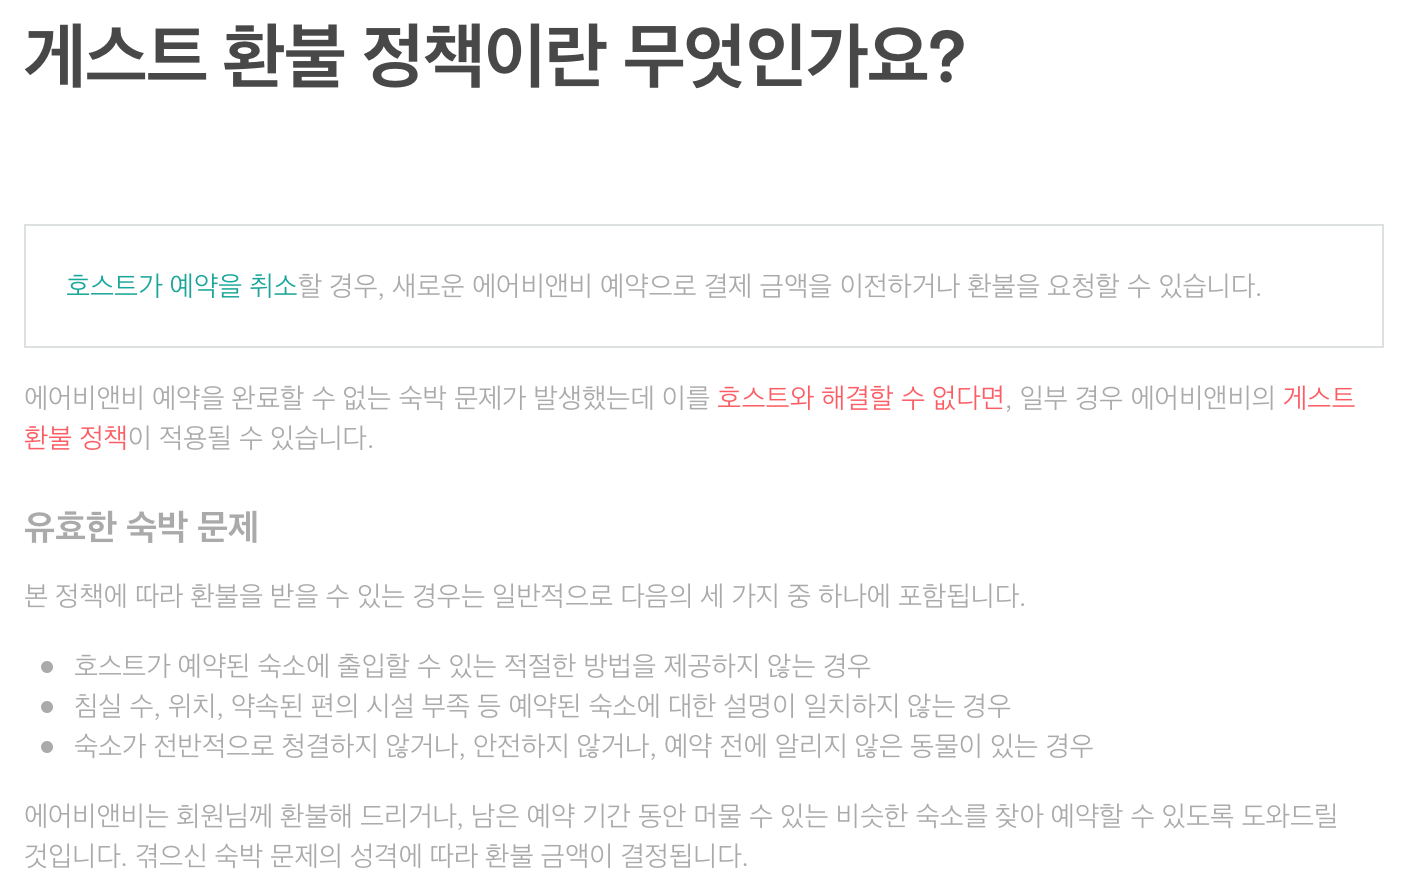 게스트 환불 정책이란 무엇인가요?
호스트가 예약을 취소할 경우, 새로운 에어비앤비 예약으로 결제 금액을 이전하거나 환불을 요청할 수 있습니다.
에어비앤비 예약을 완료할 수 없는 숙박 문제가 발생했는데 이를 호스트와 해결할 수 없다면, 일부 경우 에어비앤비의 게스트
환불 정책이 적용될 수 있습니다.
유효한 숙박 문제
본 정책에 따라 환불을 받을 수 있는 경우는 일반적으로 다음의 세 가지 중 하나에 포함됩니다.
● 호스트가 예약된 숙소에 출입할 수 있는 적절한 방법을 제공하지 않는 경우
● 침실 수, 위치, 약속된 편의 시설 부족 등 예약된 숙소에 대한 설명이 일치하지 않는 경우
● 숙소가 전반적으로 청결하지 않거나, 안전하지 않거나, 예약 전에 알리지 않은 동물이 있는 경우
에어비앤비는 회원님께 환불해 드리거나, 남은 예약 기간 동안 머물 수 있는 비슷한 숙소를 찾아 예약할 수 있도록 도와드릴
것입니다. 겪으신 숙박 문제의 성격에 따라 환불 금액이 결정됩니다.